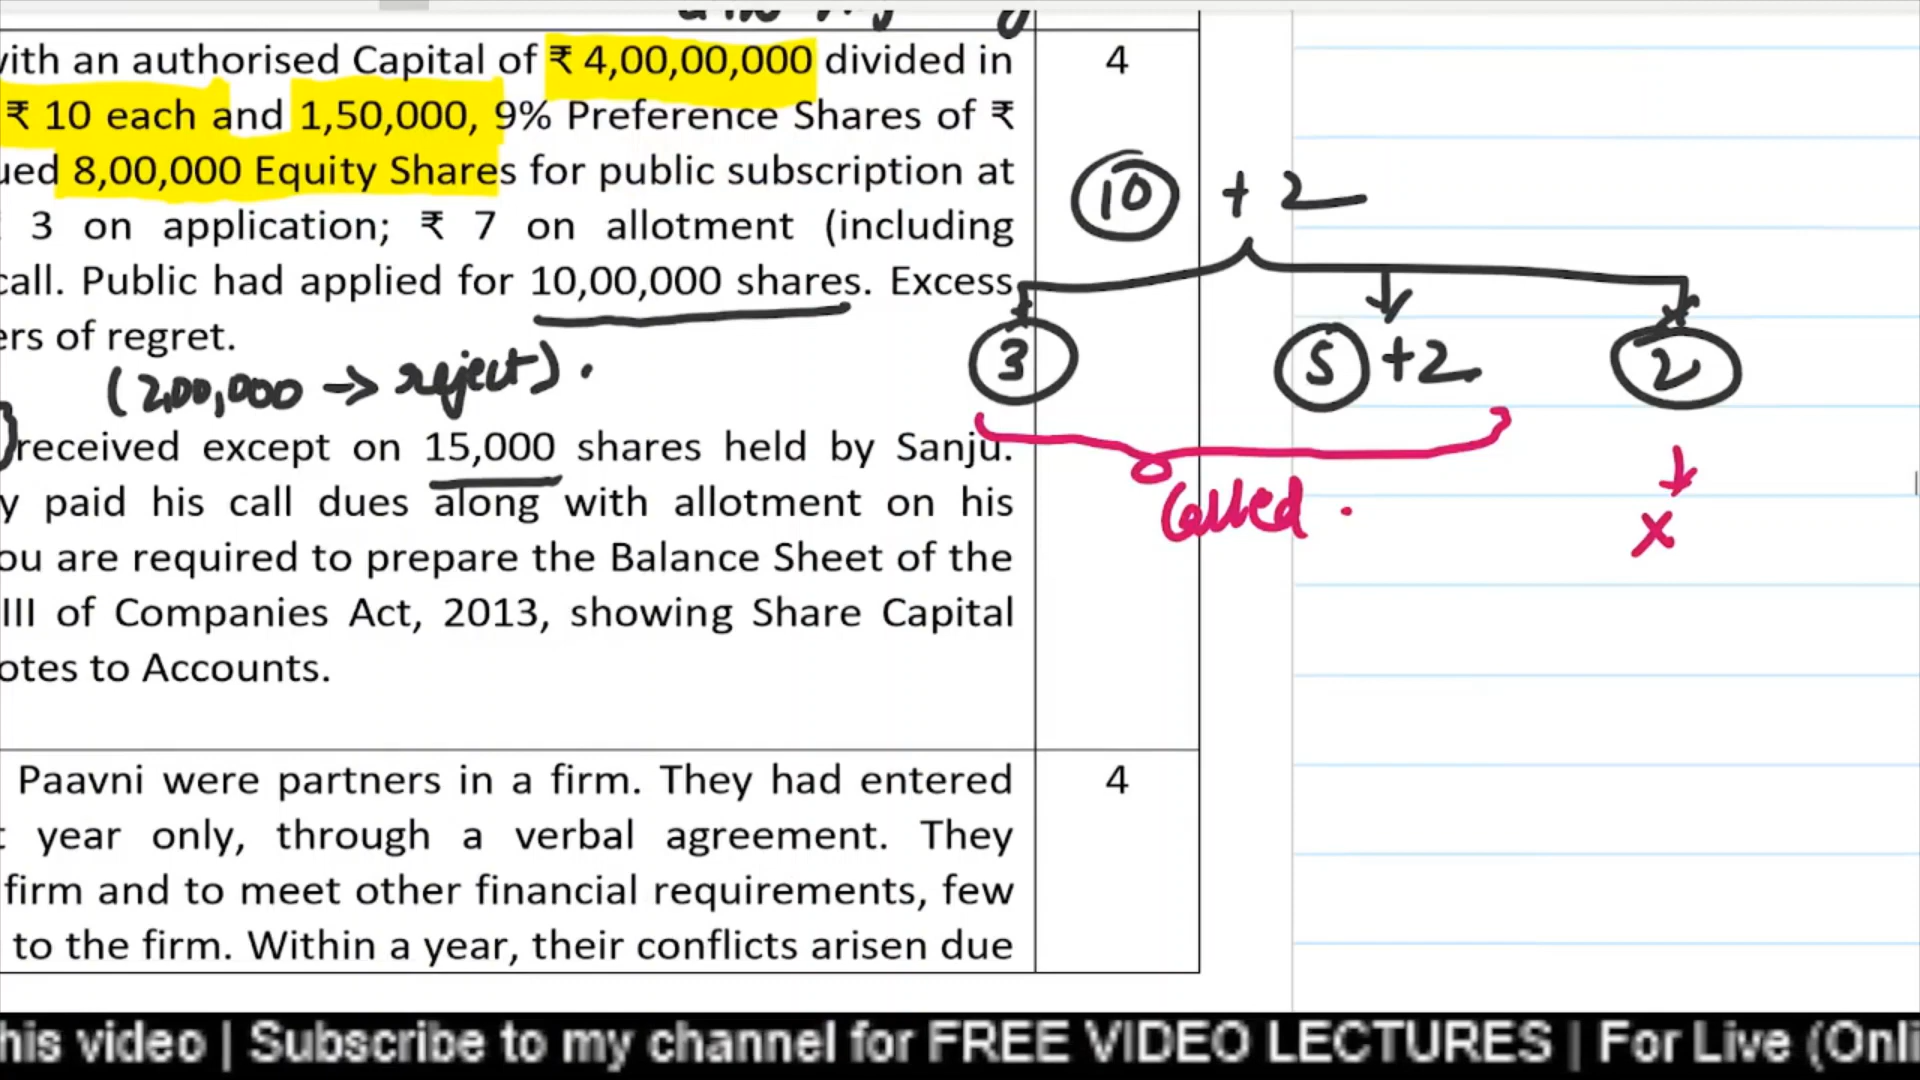 with an authorised Capital of ₹ 4,00,00,000 divided in
4
₹ 10 each and 1,50,000, 9% Preference Shares of ₹
ued 8,00,000 Equity Shares for public subscription at
10 + 2
3 on application; ₹ 7 on allotment (including
call. Public had applied for 10,00,000 shares. Excess
ers of regret.
3 5 +2 2
(2,00,000 -> reject).
received except on 15,000 shares held by Sanju.
y paid his call dues along with allotment on his
Called .
x
ou are required to prepare the Balance Sheet of the
III of Companies Act, 2013, showing Share Capital
otes to Accounts.
Paavni were partners in a firm. They had entered
4
t year only, through a verbal agreement. They
firm and to meet other financial requirements, few
to the firm. Within a year, their conflicts arisen due
his video | Subscribe to my channel for FREE VIDEO LECTURES | For Live (Onli